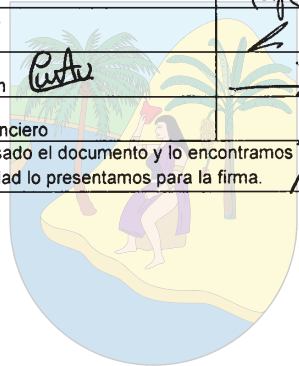 n
nciero
sado el documento y lo encontramos
dad lo presentamos para la firma.